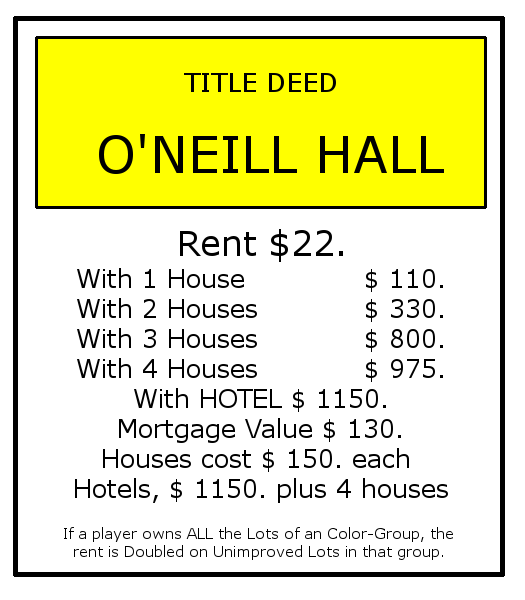 TITLE DEED
O'NEILL HALL
Rent $22.
With 1 House $ 110.
With 2 Houses $ 330.
With 3 Houses $ 800.
With 4 Houses $ 975.
With HOTEL $ 1150.
Mortgage Value $ 130.
Houses cost $ 150. each
Hotels, $ 1150. plus 4 houses
If a player owns ALL the Lots of an Color-Group, the
rent is Doubled on Unimproved Lots in that group.